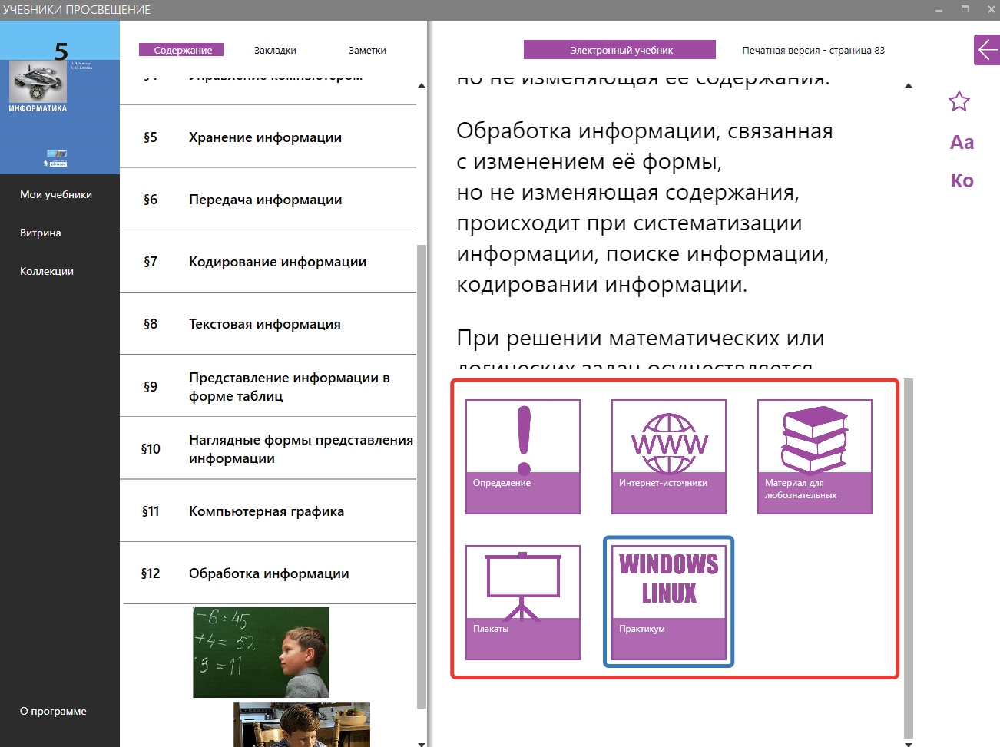 УЧЕБНИКИ ПРОСВЕЩЕНИЕ
5
Л.Л. Босова
А.Ю. Босова
ИНФОРМАТИКА
БИНОМ
Мои учебники
Витрина
Коллекции
О программе
Содержание
Закладки
Заметки
Управление компьютером
§5 Хранение информации
§6 Передача информации
§7 Кодирование информации
§8 Текстовая информация
§9 Представление информации в
форме таблиц
§10 Наглядные формы представления
информации
§11 Компьютерная графика
§12 Обработка информации
−6=45
+4= 52
3=11
Электронный учебник
Печатная версия - страница 83
но не изменяющая её содержания.
Обработка информации, связанная
с изменением её формы,
но не изменяющая содержания,
происходит при систематизации
информации, поиске информации,
кодировании информации.
При решении математических или
логических задач осуществляется
Определение
WWW
Интернет-источники
Материал для
любознательных
Плакаты
WINDOWS
LINUX
Практикум
Aa
Ко